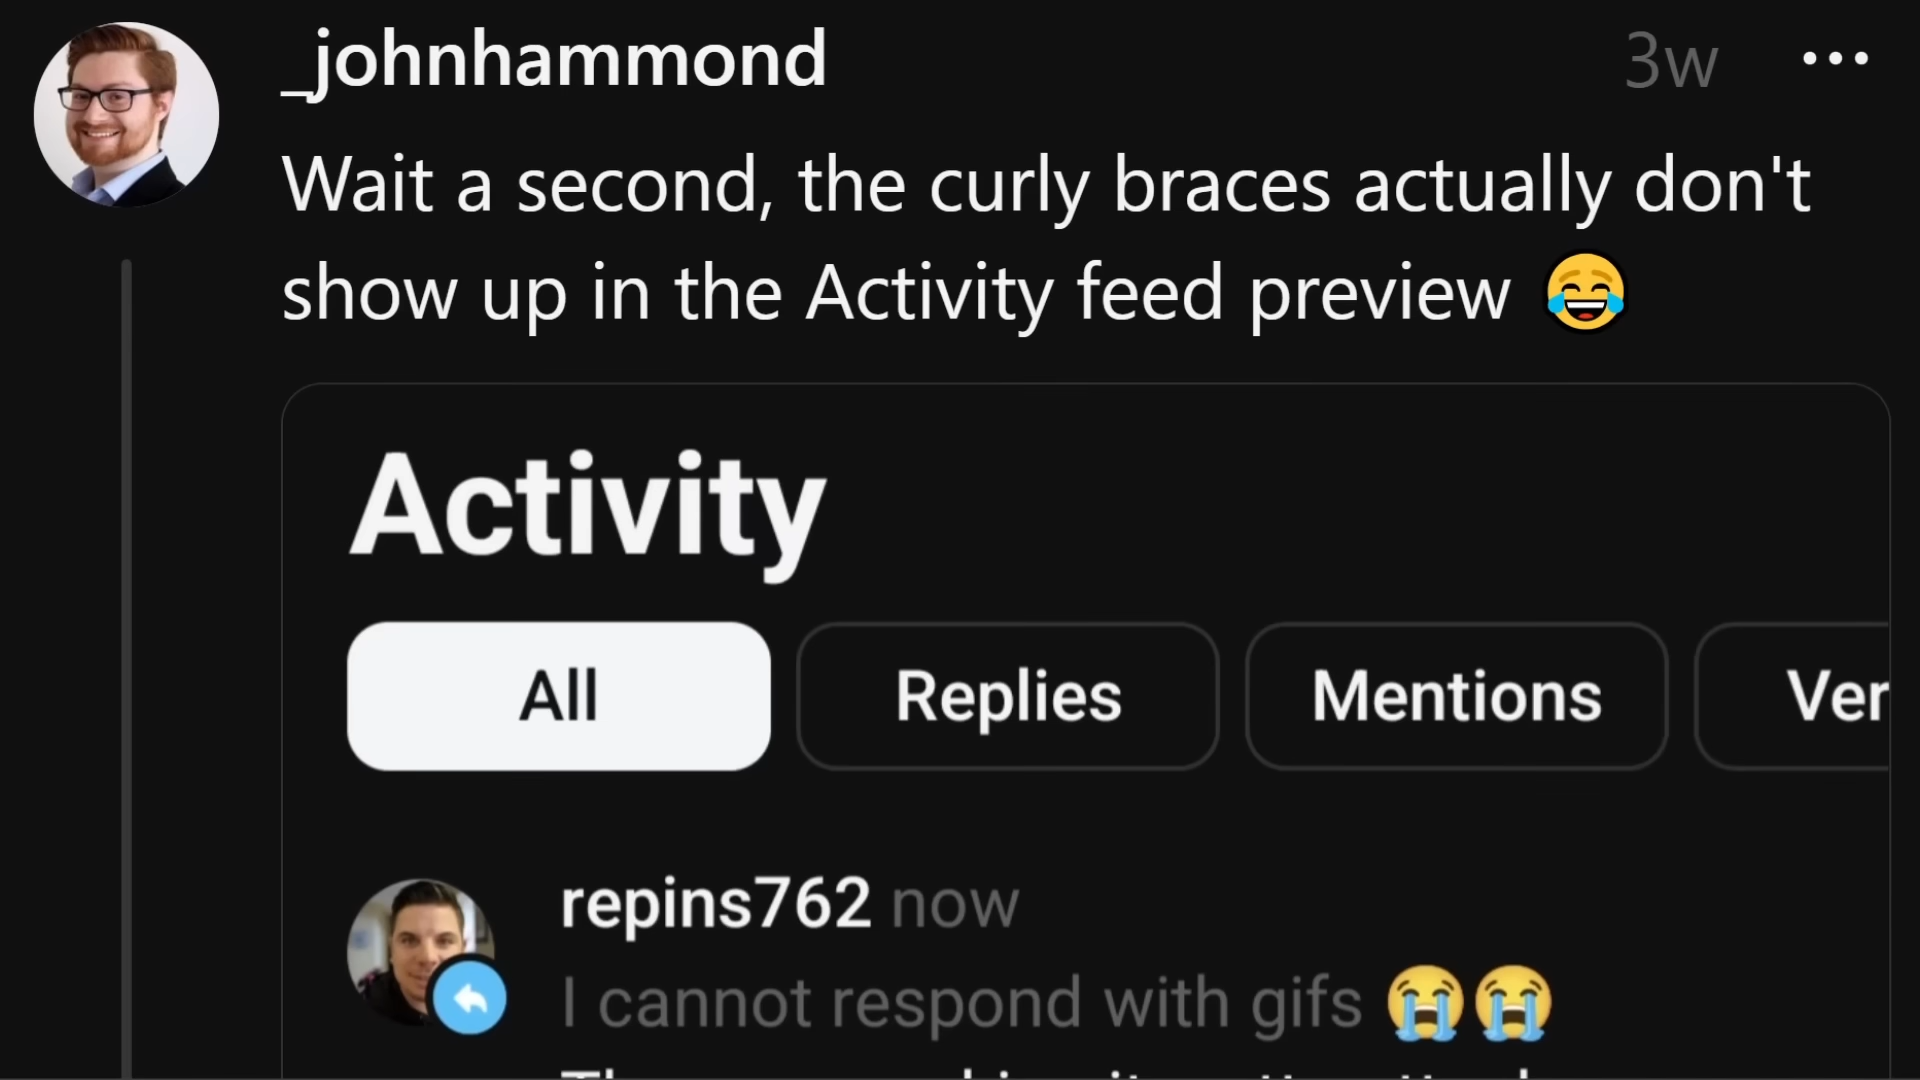 _johnhammond
3w
Wait a second, the curly braces actually don't
show up in the Activity feed preview 😂
Activity
All
Replies
Mentions
Ver
repins762 now
I cannot respond with gifs 😭😭